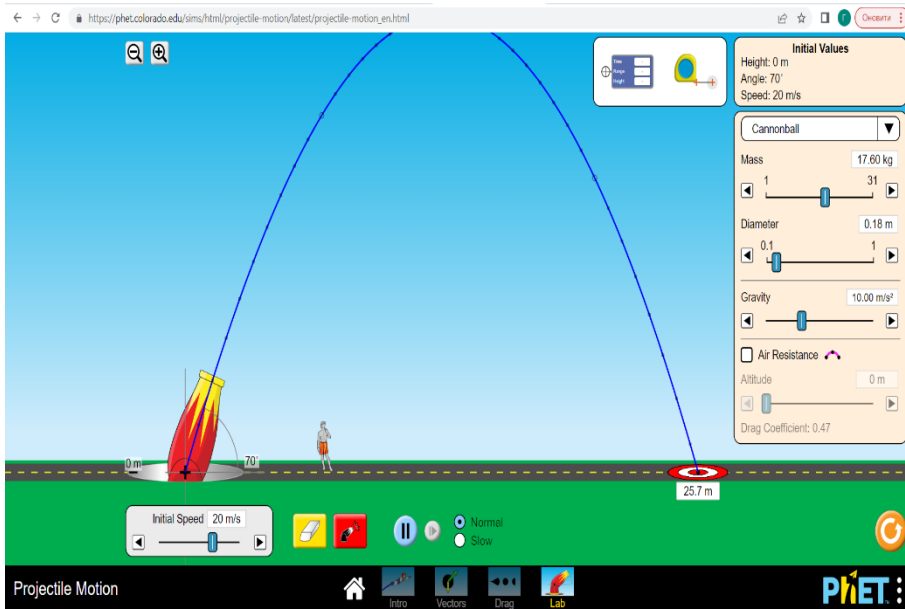 https://phet.colorado.edu/sims/html/projectile-motion/latest/projectile-motion_en.html
Г
Оновити
Time
Range
Height
Initial Values
Height: 0 m
Angle: 70°
Speed: 20 m/s
Cannonball
Mass
17.60 kg
1
31
Diameter
0.18 m
0.1
1
Gravity
10.00 m/s²
Air Resistance
Altitude
0 m
Drag Coefficient: 0.47
0 m
70°
25.7 m
Initial Speed 20 m/s
Normal
Slow
Projectile Motion
Intro
Vectors
Drag
Lab
PhET